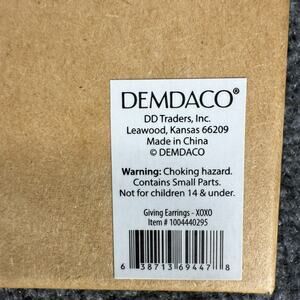 DEMDACO®
DD Traders, Inc.
Leawood, Kansas 66209
Made in China
© DEMDACO
Warning: Choking hazard.
Contains Small Parts.
Not for children 14 & under.
Giving Earrings - XOXO
Item # 1004440295
6 38713 69447 8